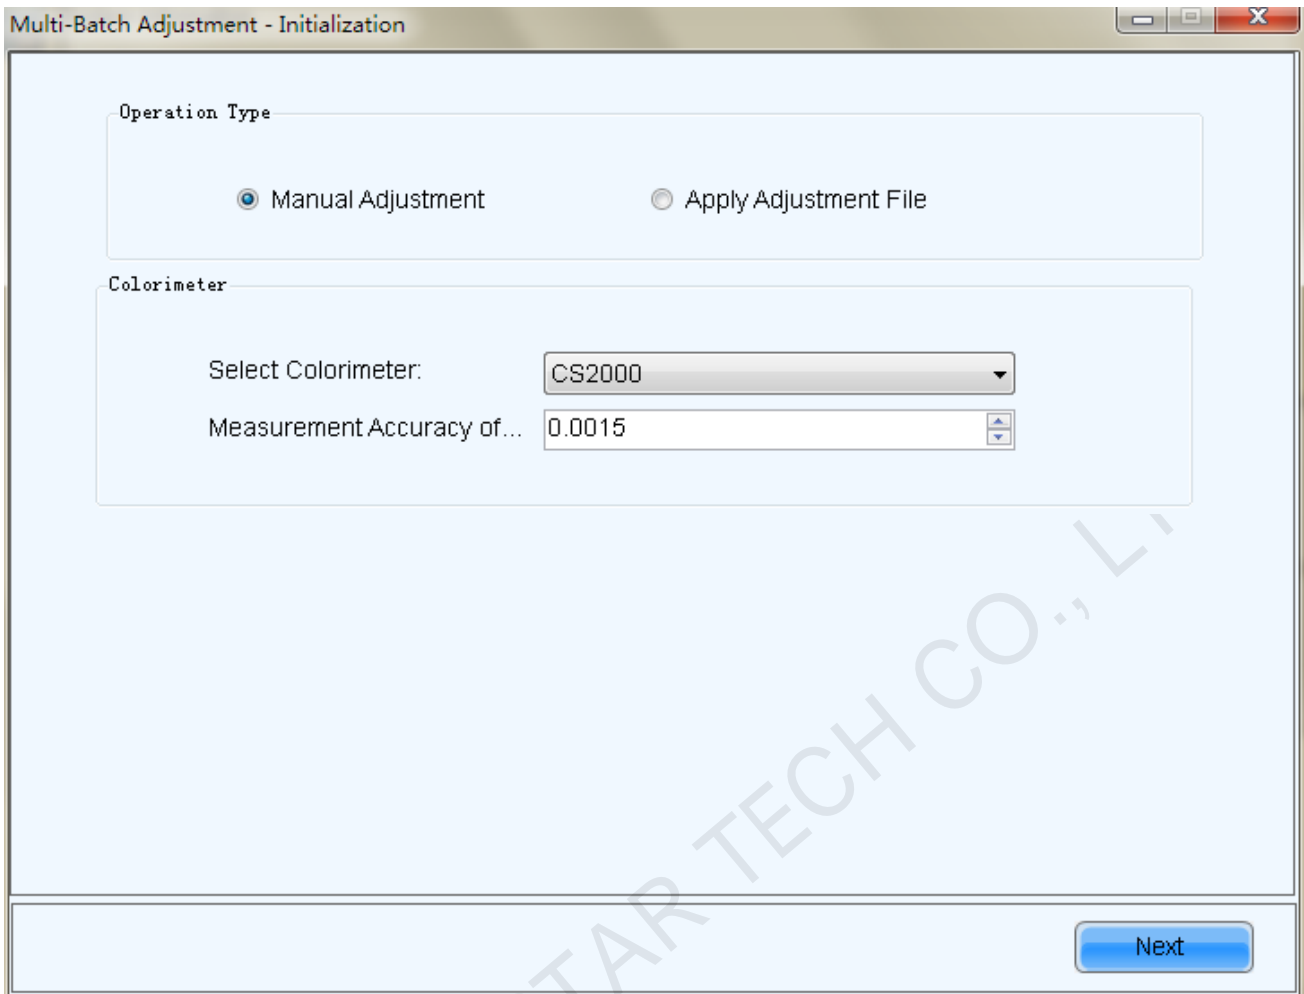 Multi-Batch Adjustment - Initialization
Operation Type
Manual Adjustment
Apply Adjustment File
Colorimeter
Select Colorimeter:
CS2000
Measurement Accuracy of...
0.0015
TAR TECH CO.,
Next